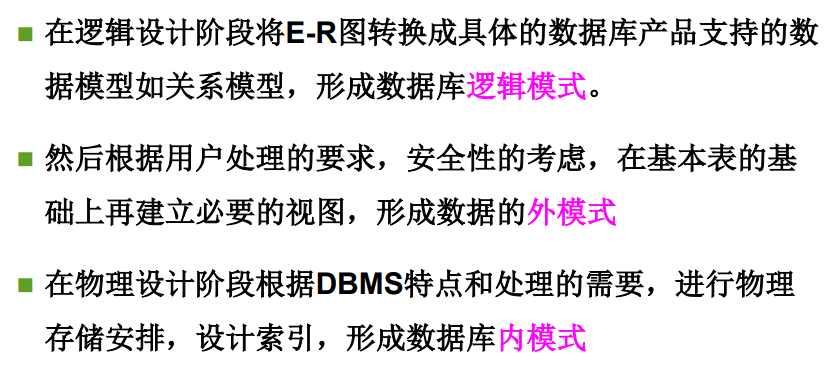 ■ 在逻辑设计阶段将E-R图转换成具体的数据库产品支持的数
据模型如关系模型，形成数据库逻辑模式。
■ 然后根据用户处理的要求，安全性的考虑，在基本表的基
础上再建立必要的视图，形成数据的外模式
■ 在物理设计阶段根据DBMS特点和处理的需要，进行物理
存储安排，设计索引，形成数据库内模式